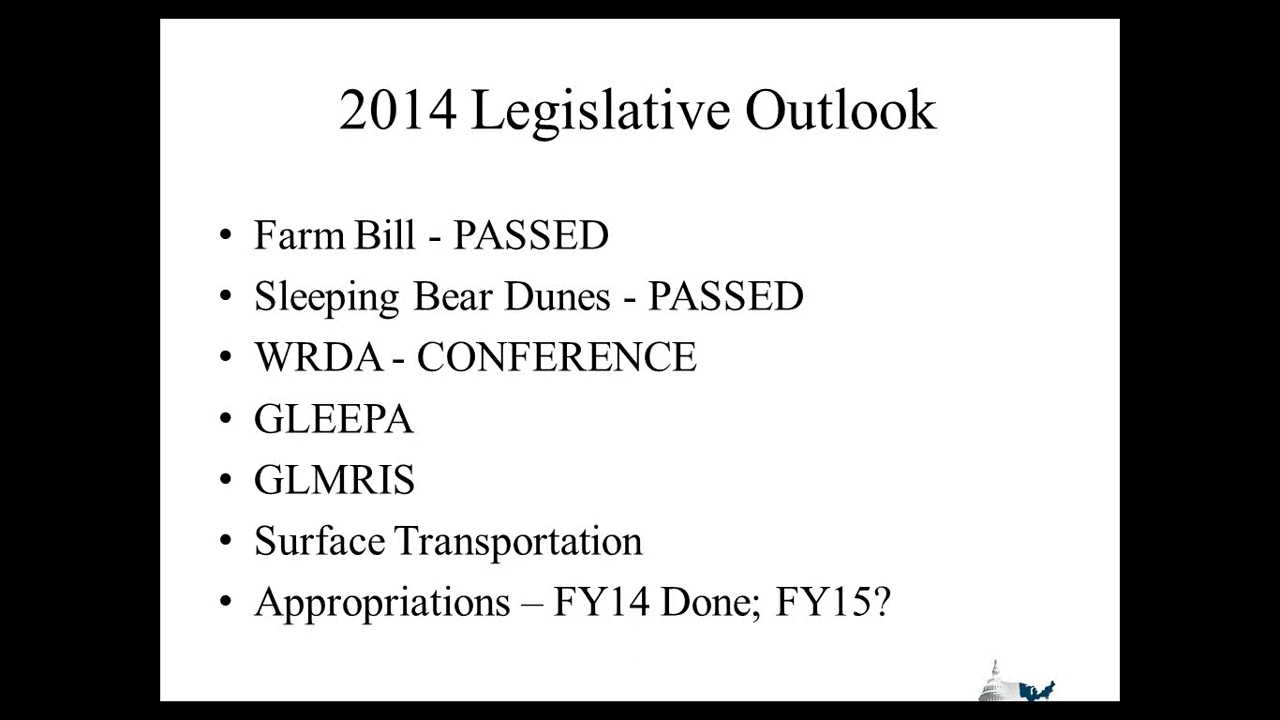 2014 Legislative Outlook
• Farm Bill - PASSED
• Sleeping Bear Dunes - PASSED
• WRDA - CONFERENCE
• GLEEPA
• GLMRIS
• Surface Transportation
• Appropriations – FY14 Done; FY15?